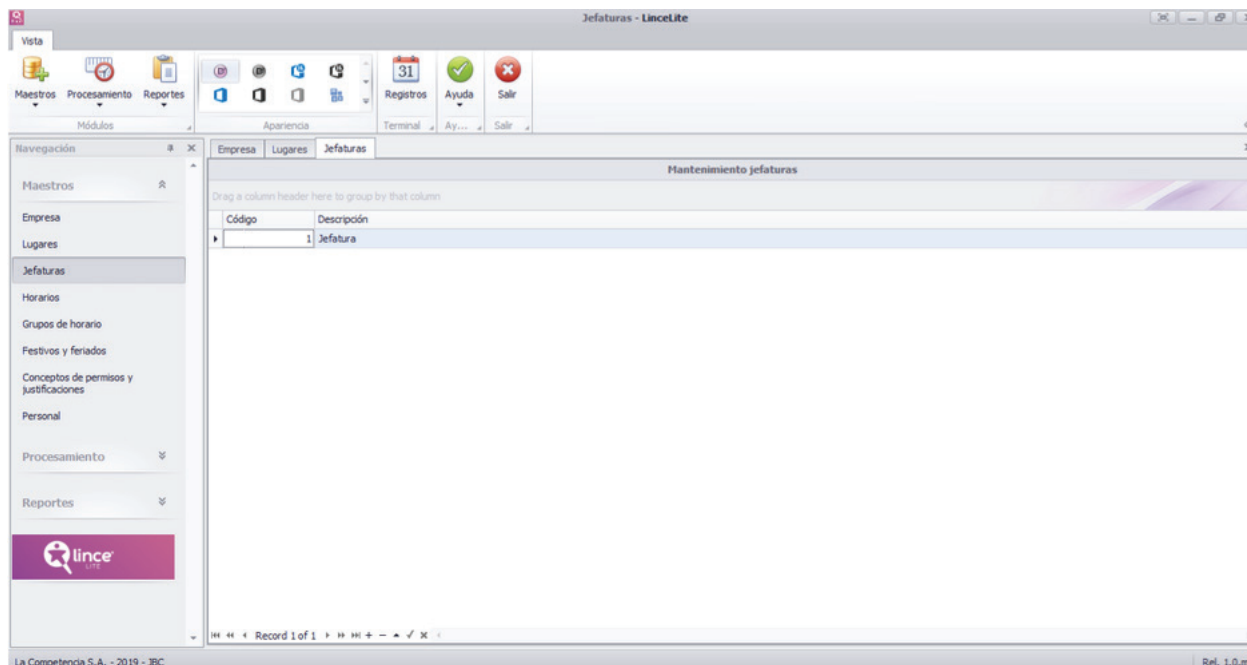 Jefaturas - LinceLite
Vista
Maestros Procesamiento Reportes
31
Registros Ayuda Salir
Módulos Apariencia Terminal Ay... Salir
Navegación
Empresa Lugares Jefaturas
Mantenimiento jefaturas
Maestros
Drag a column header here to group by that column
Código Descripción
1 Jefatura
Empresa
Lugares
Jefaturas
Horarios
Grupos de horario
Festivos y feriados
Conceptos de permisos y
justificaciones
Personal
Procesamiento
Reportes
lince
LITE
Record 1 of 1
La Competencia S.A. - 2019 - JBC
Rel. 1.0.